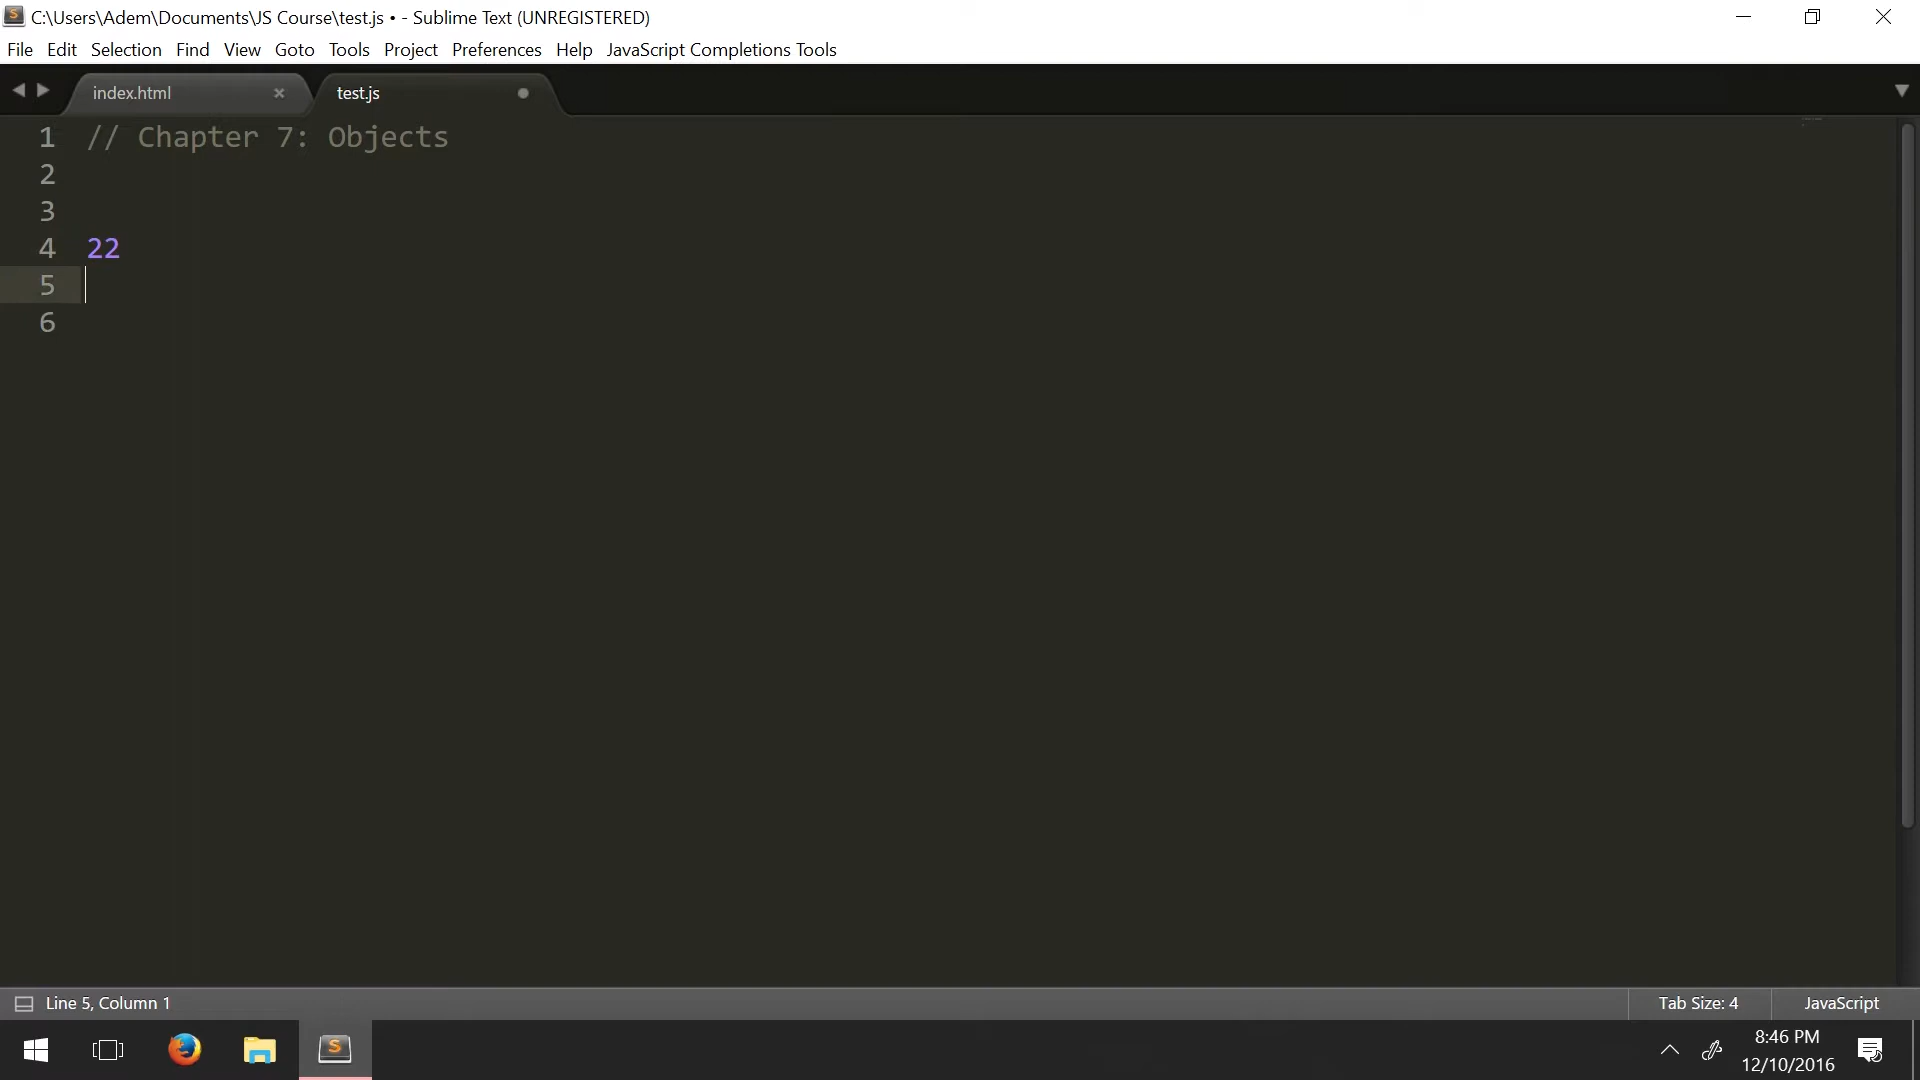 C:\Users\Adem\Documents\JS Course\test.js • - Sublime Text (UNREGISTERED)
File Edit Selection Find View Goto Tools Project Preferences Help JavaScript Completions Tools
index.html test.js
1 // Chapter 7: Objects
2
3
4 22
5
6
Line 5, Column 1 Tab Size: 4 JavaScript
8:46 PM
12/10/2016